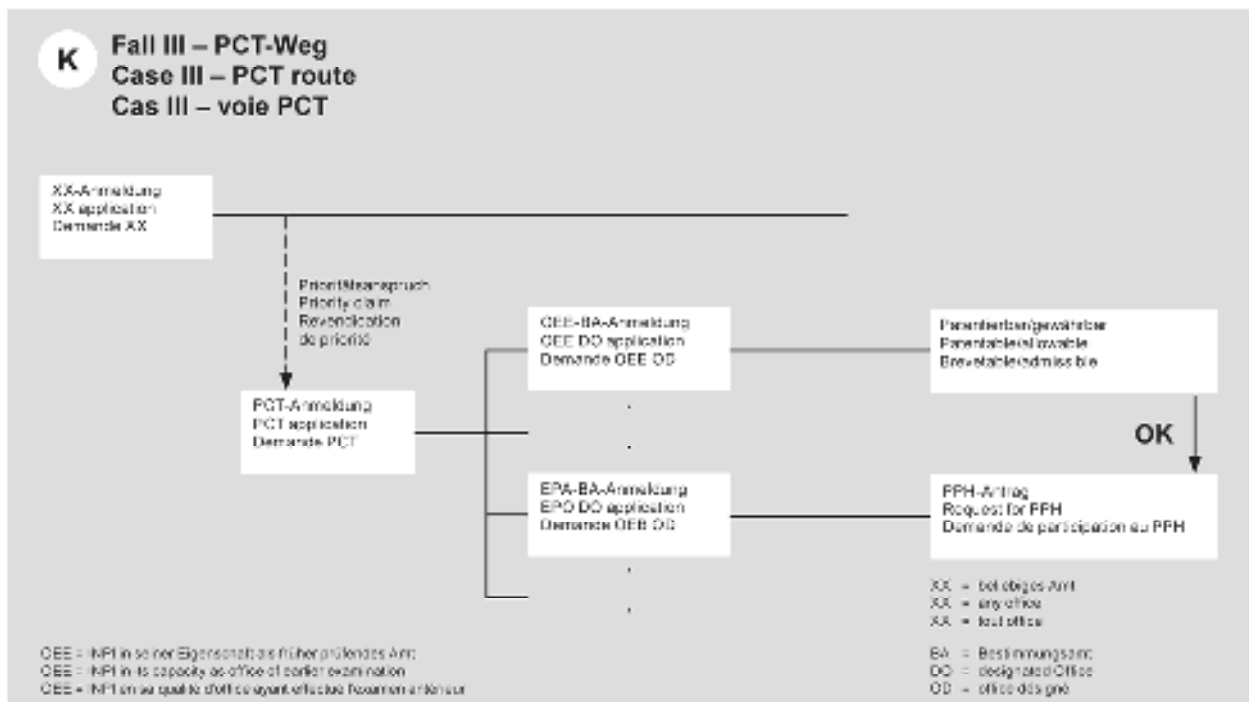 K
Fall III – PCT-Weg
Case III – PCT route
Cas III – voie PCT
XX-Anmeldung
XX application
Demande XX
Prioritätsanspruch
Priority claim
Revendication
de priorité
PCT-Anmeldung
PCT application
Demande PCT
OEE-BA-Anmeldung
OEE DO application
Demande OEE OD
.
.
EPA-BA-Anmeldung
EPO DO application
Demande OEB OD
.
.
Patentierbar/gewährbar
Patentable/allowable
Brevetable/admissible
OK
PPH-Antrag
Request for PPH
Demande de participation au PPH
XX = beliebiges Amt
XX = any office
XX = tout office
BA = Bestimmungsamt
DO = designated Office
OD = office désigné
OEE = INPI in seiner Eigenschaft als früher prüfendes Amt
OEE = INPI in its capacity as office of earlier examination
OEE = INPI en sa qualité d'office ayant effectué l'examen antérieur